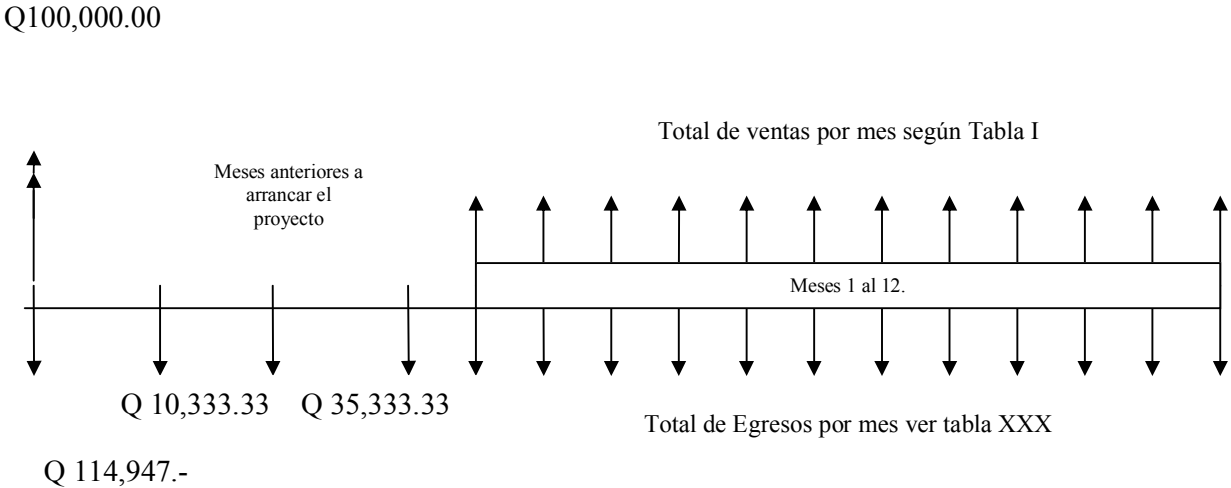 Q100,000.00
Total de ventas por mes según Tabla I
Meses anteriores a
arrancar el
proyecto
Meses 1 al 12.
Q 10,333.33
Q 35,333.33
Total de Egresos por mes ver tabla XXX
Q 114,947.-